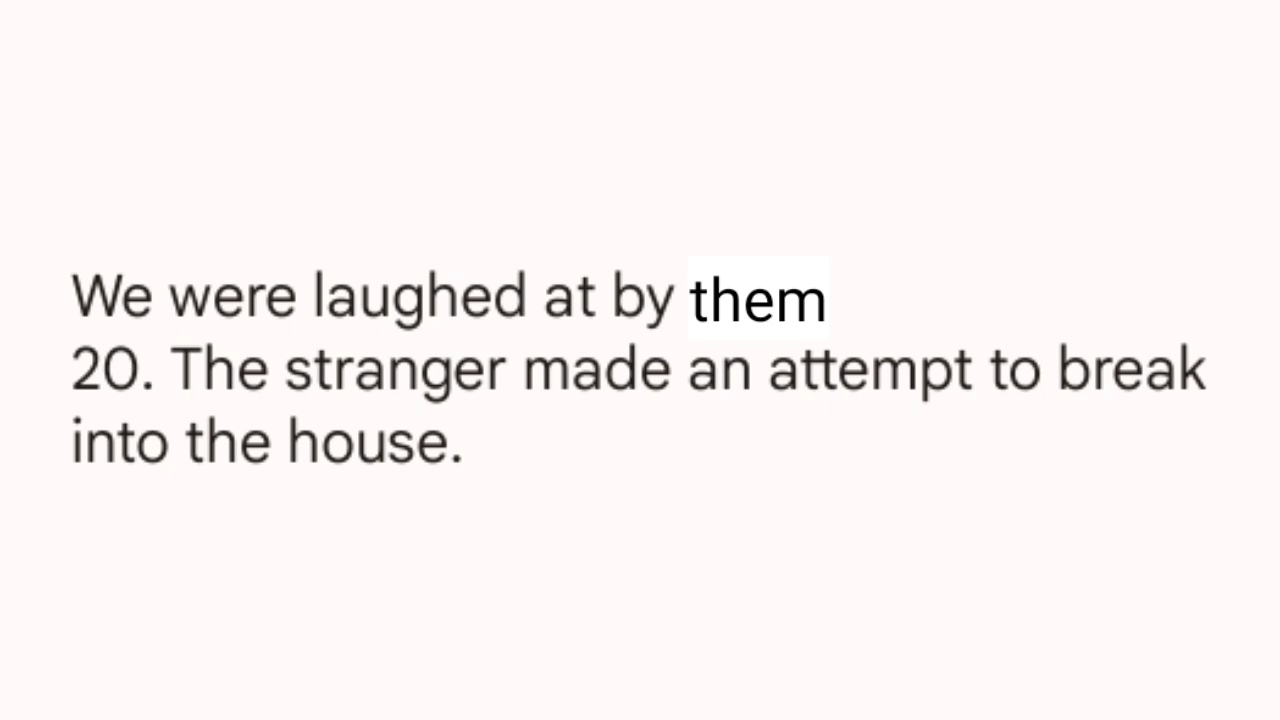 We were laughed at by them
20. The stranger made an attempt to break
into the house.